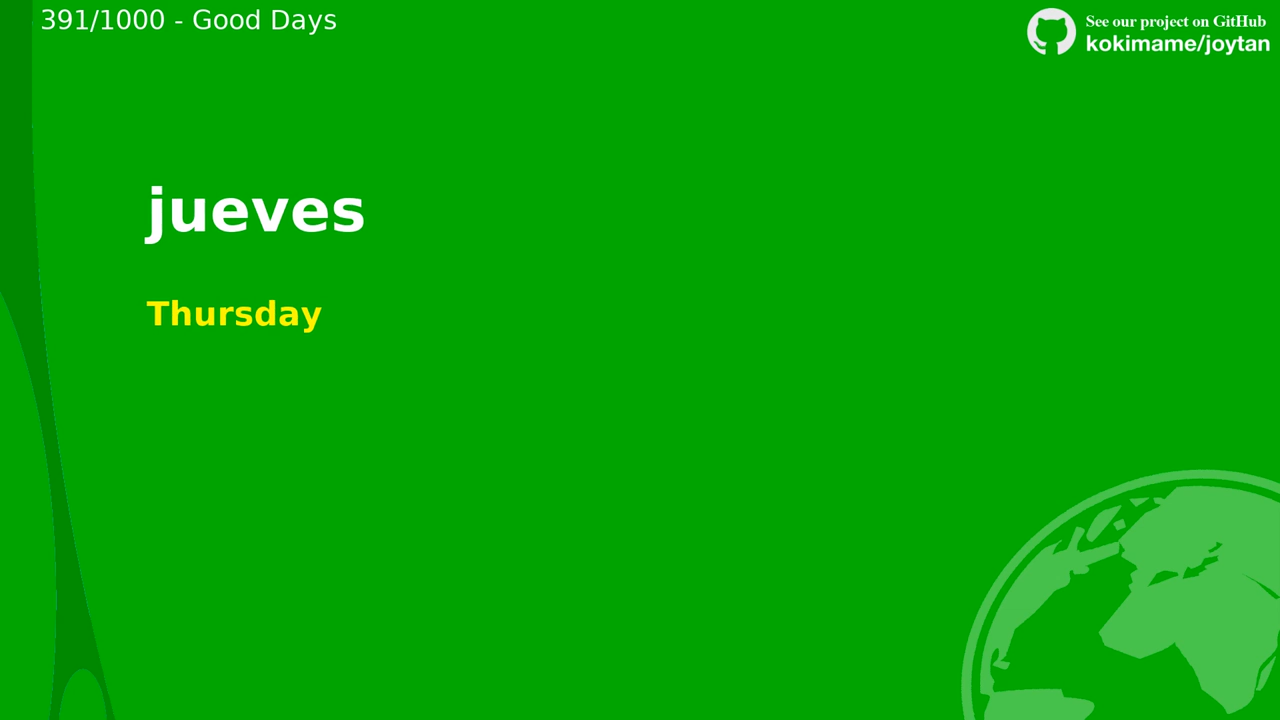 391/1000 - Good Days
See our project on GitHub
kokimame/joytan
jueves
Thursday